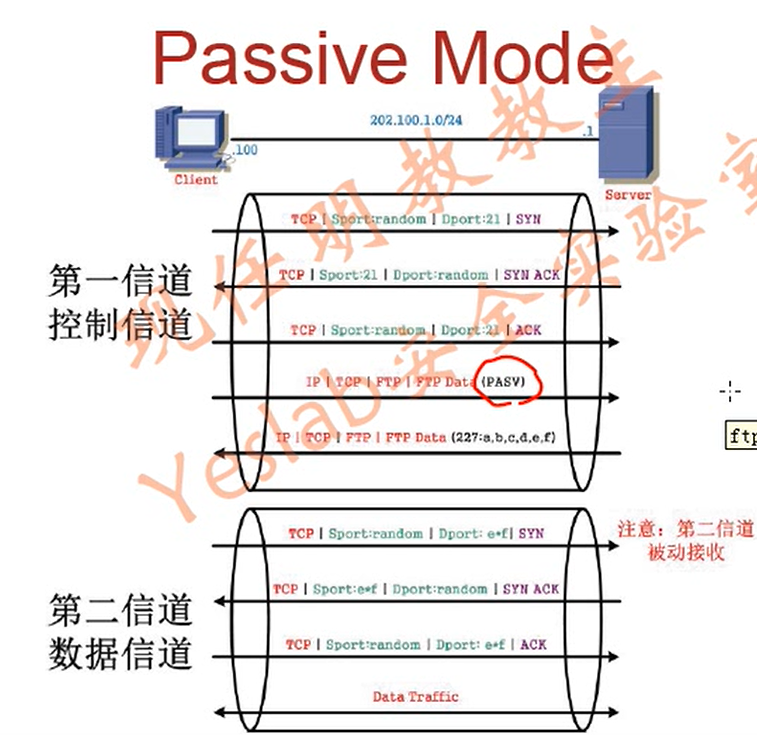 Passive Mode
202.100.1.0/24
.100
.1
Client
Server
TCP | Sport:random | Dport:21 | SYN
TCP | Sport:21 | Dport:random | SYN ACK
第一信道
控制信道
TCP | Sport:random | Dport:21 | ACK
IP | TCP | FTP | FTP Data (PASV)
IP | TCP | FTP | FTP Data (227:a,b,c,d,e,f)
ftp
TCP | Sport:random | Dport: e*f | SYN
注意：第二信道
被动接收
TCP | Sport:e*f | Dport:random | SYN ACK
第二信道
数据信道
TCP | Sport:random | Dport: e*f | ACK
Data Traffic
现任明教教主
Yeslab安全实验室